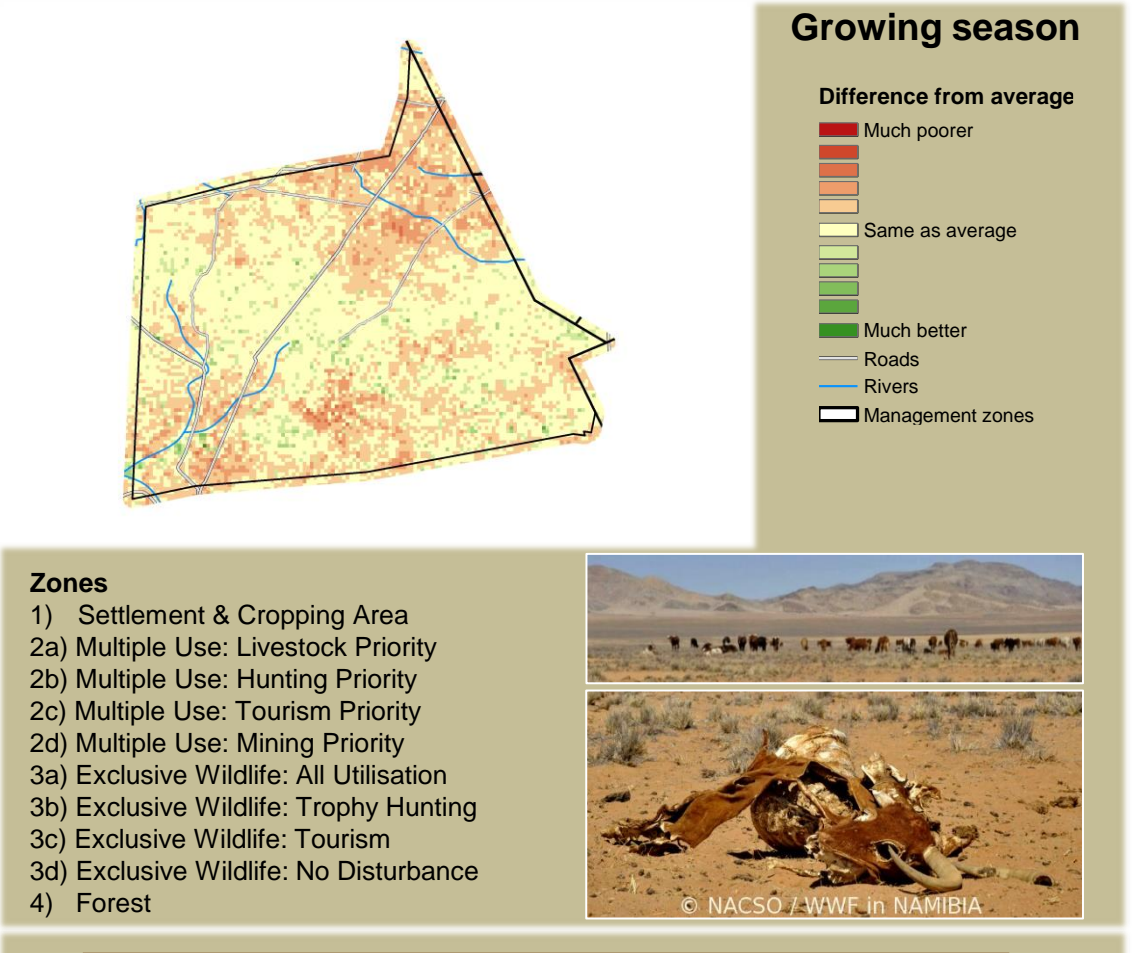 Growing season
Difference from average
Much poorer
Same as average
Much better
Roads
Rivers
Management zones
Zones
1) Settlement & Cropping Area
2a) Multiple Use: Livestock Priority
2b) Multiple Use: Hunting Priority
2c) Multiple Use: Tourism Priority
2d) Multiple Use: Mining Priority
3a) Exclusive Wildlife: All Utilisation
3b) Exclusive Wildlife: Trophy Hunting
3c) Exclusive Wildlife: Tourism
3d) Exclusive Wildlife: No Disturbance
4) Forest
© NACSO / WWF in NAMIBIA